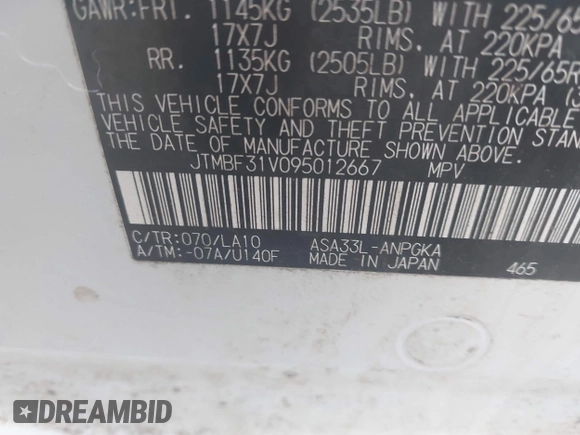 GAWR:FRT. 1145KG (2535LB) WITH 225/65
17X7J RIMS, AT 220KPA
RR. 1135KG (2505LB) WITH 225/65R
17X7J RIMS, AT 220KPA
THIS VEHICLE CONFORMS TO ALL APPLICABLE
VEHICLE SAFETY AND THEFT PREVENTION STAN
THE DATE OF MANUFACTURE SHOWN ABOVE.
JTMBF31V095012667 MPV
C/TR:070/LA10 ASA33L-ANPGKA
A/TM:-07A/U140F MADE IN JAPAN 465
DREAMBID